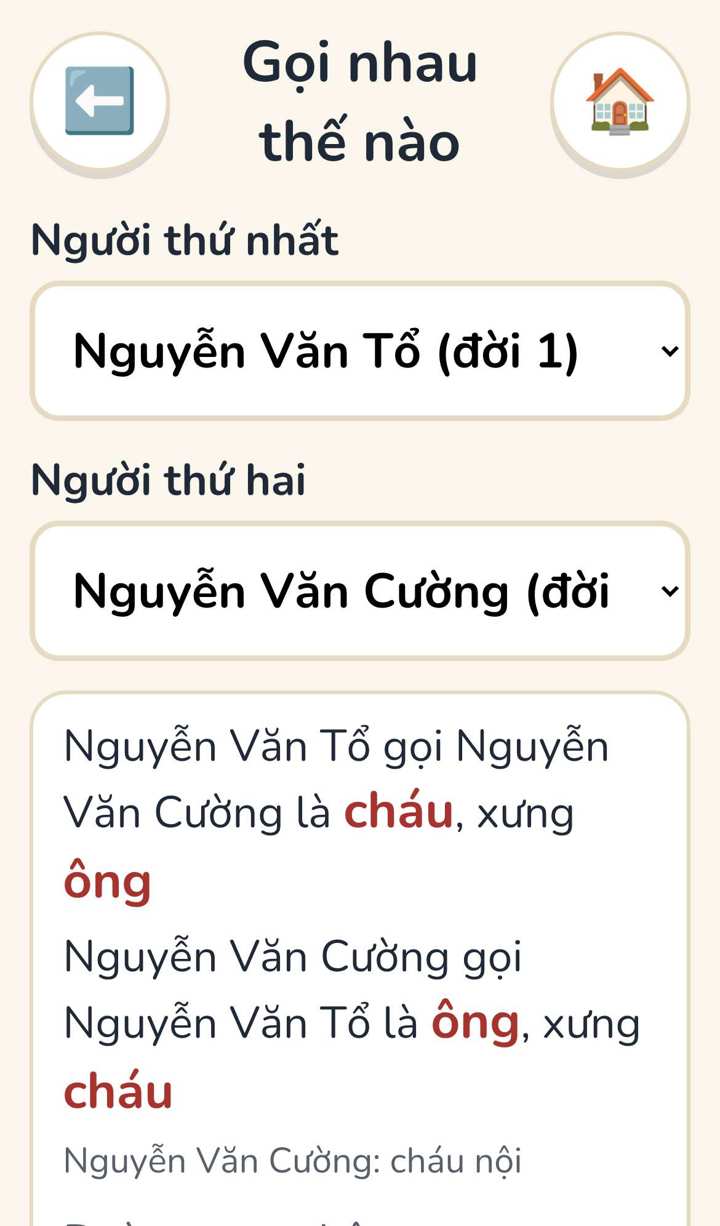 Gọi nhau
thế nào
Người thứ nhất
Nguyễn Văn Tổ (đời 1)
Người thứ hai
Nguyễn Văn Cường (đời
Nguyễn Văn Tổ gọi Nguyễn
Văn Cường là cháu, xưng
ông
Nguyễn Văn Cường gọi
Nguyễn Văn Tổ là ông, xưng
cháu
Nguyễn Văn Cường: cháu nội